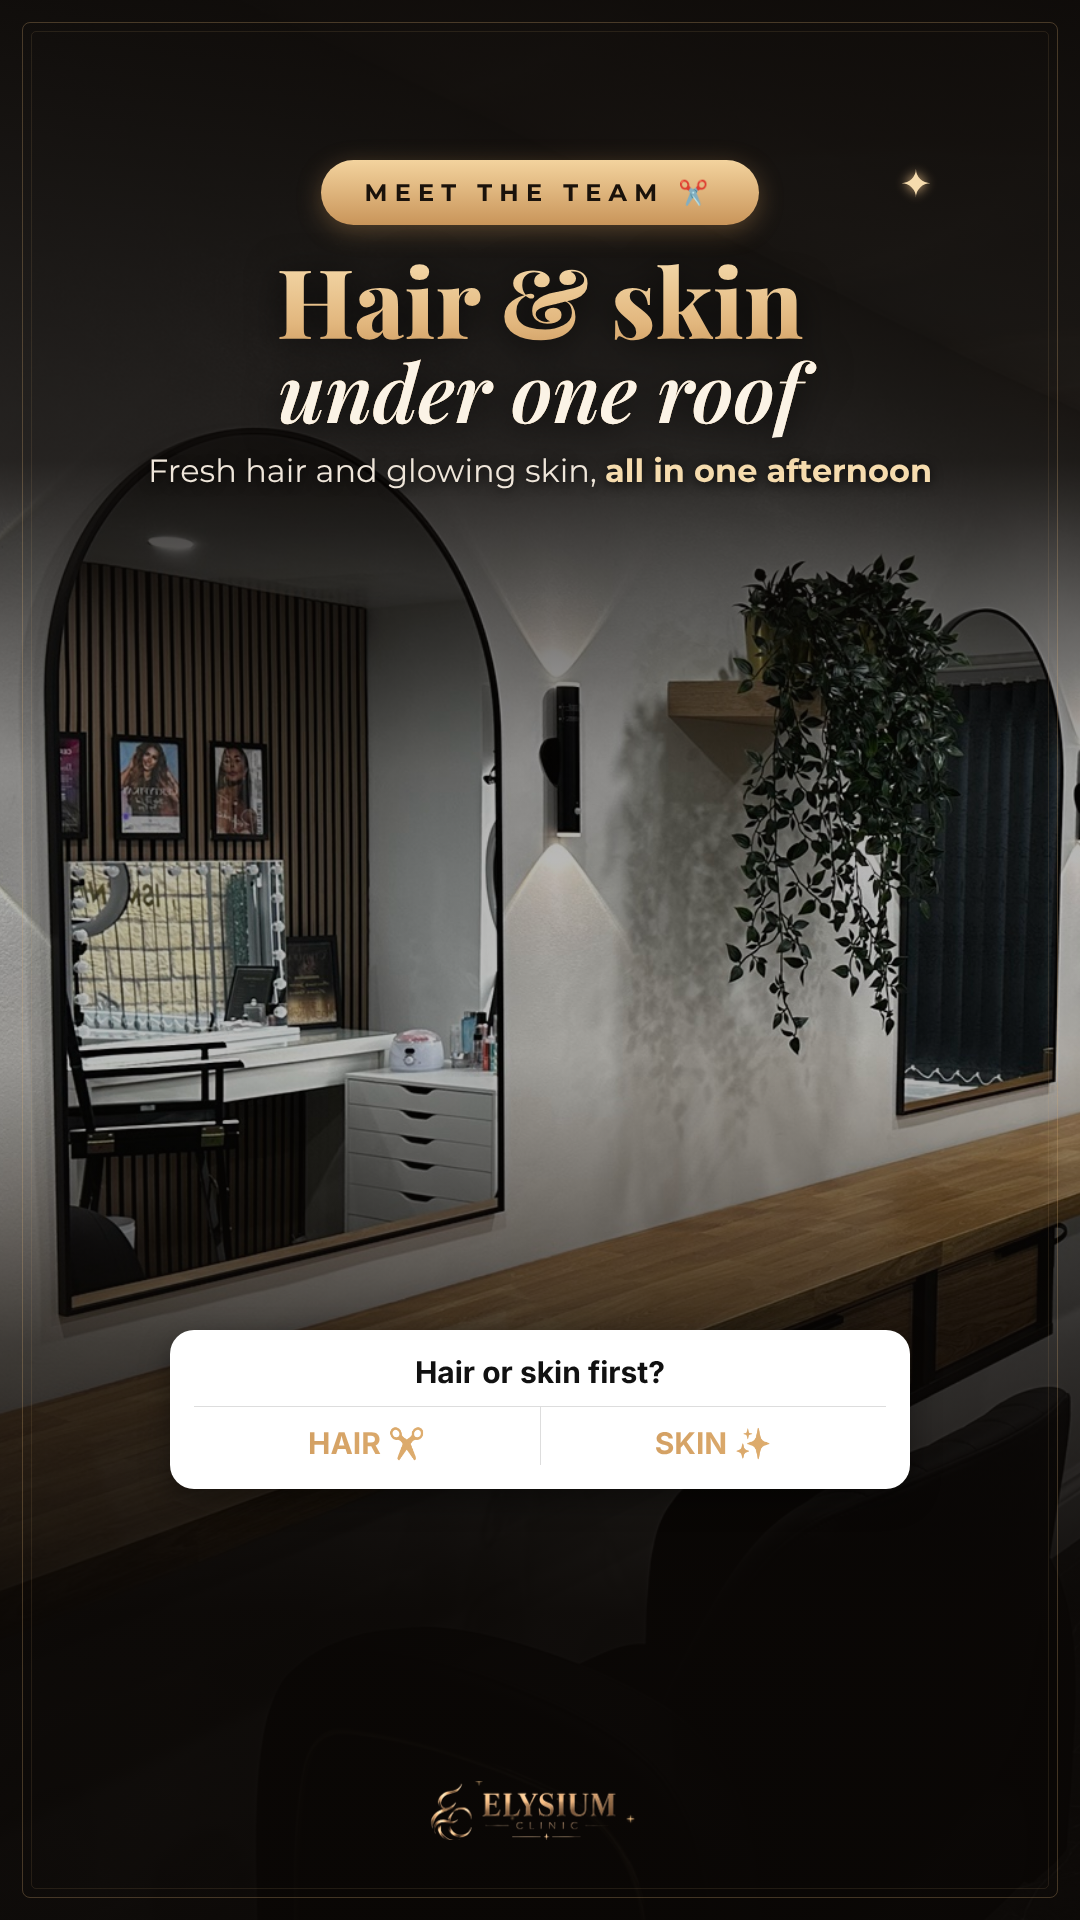 MEET THE TEAM ✂️
Hair & skin
under one roof
Fresh hair and glowing skin, all in one afternoon
Hair or skin first?
HAIR ✂
SKIN ✨
ELYSIUM
CLINIC